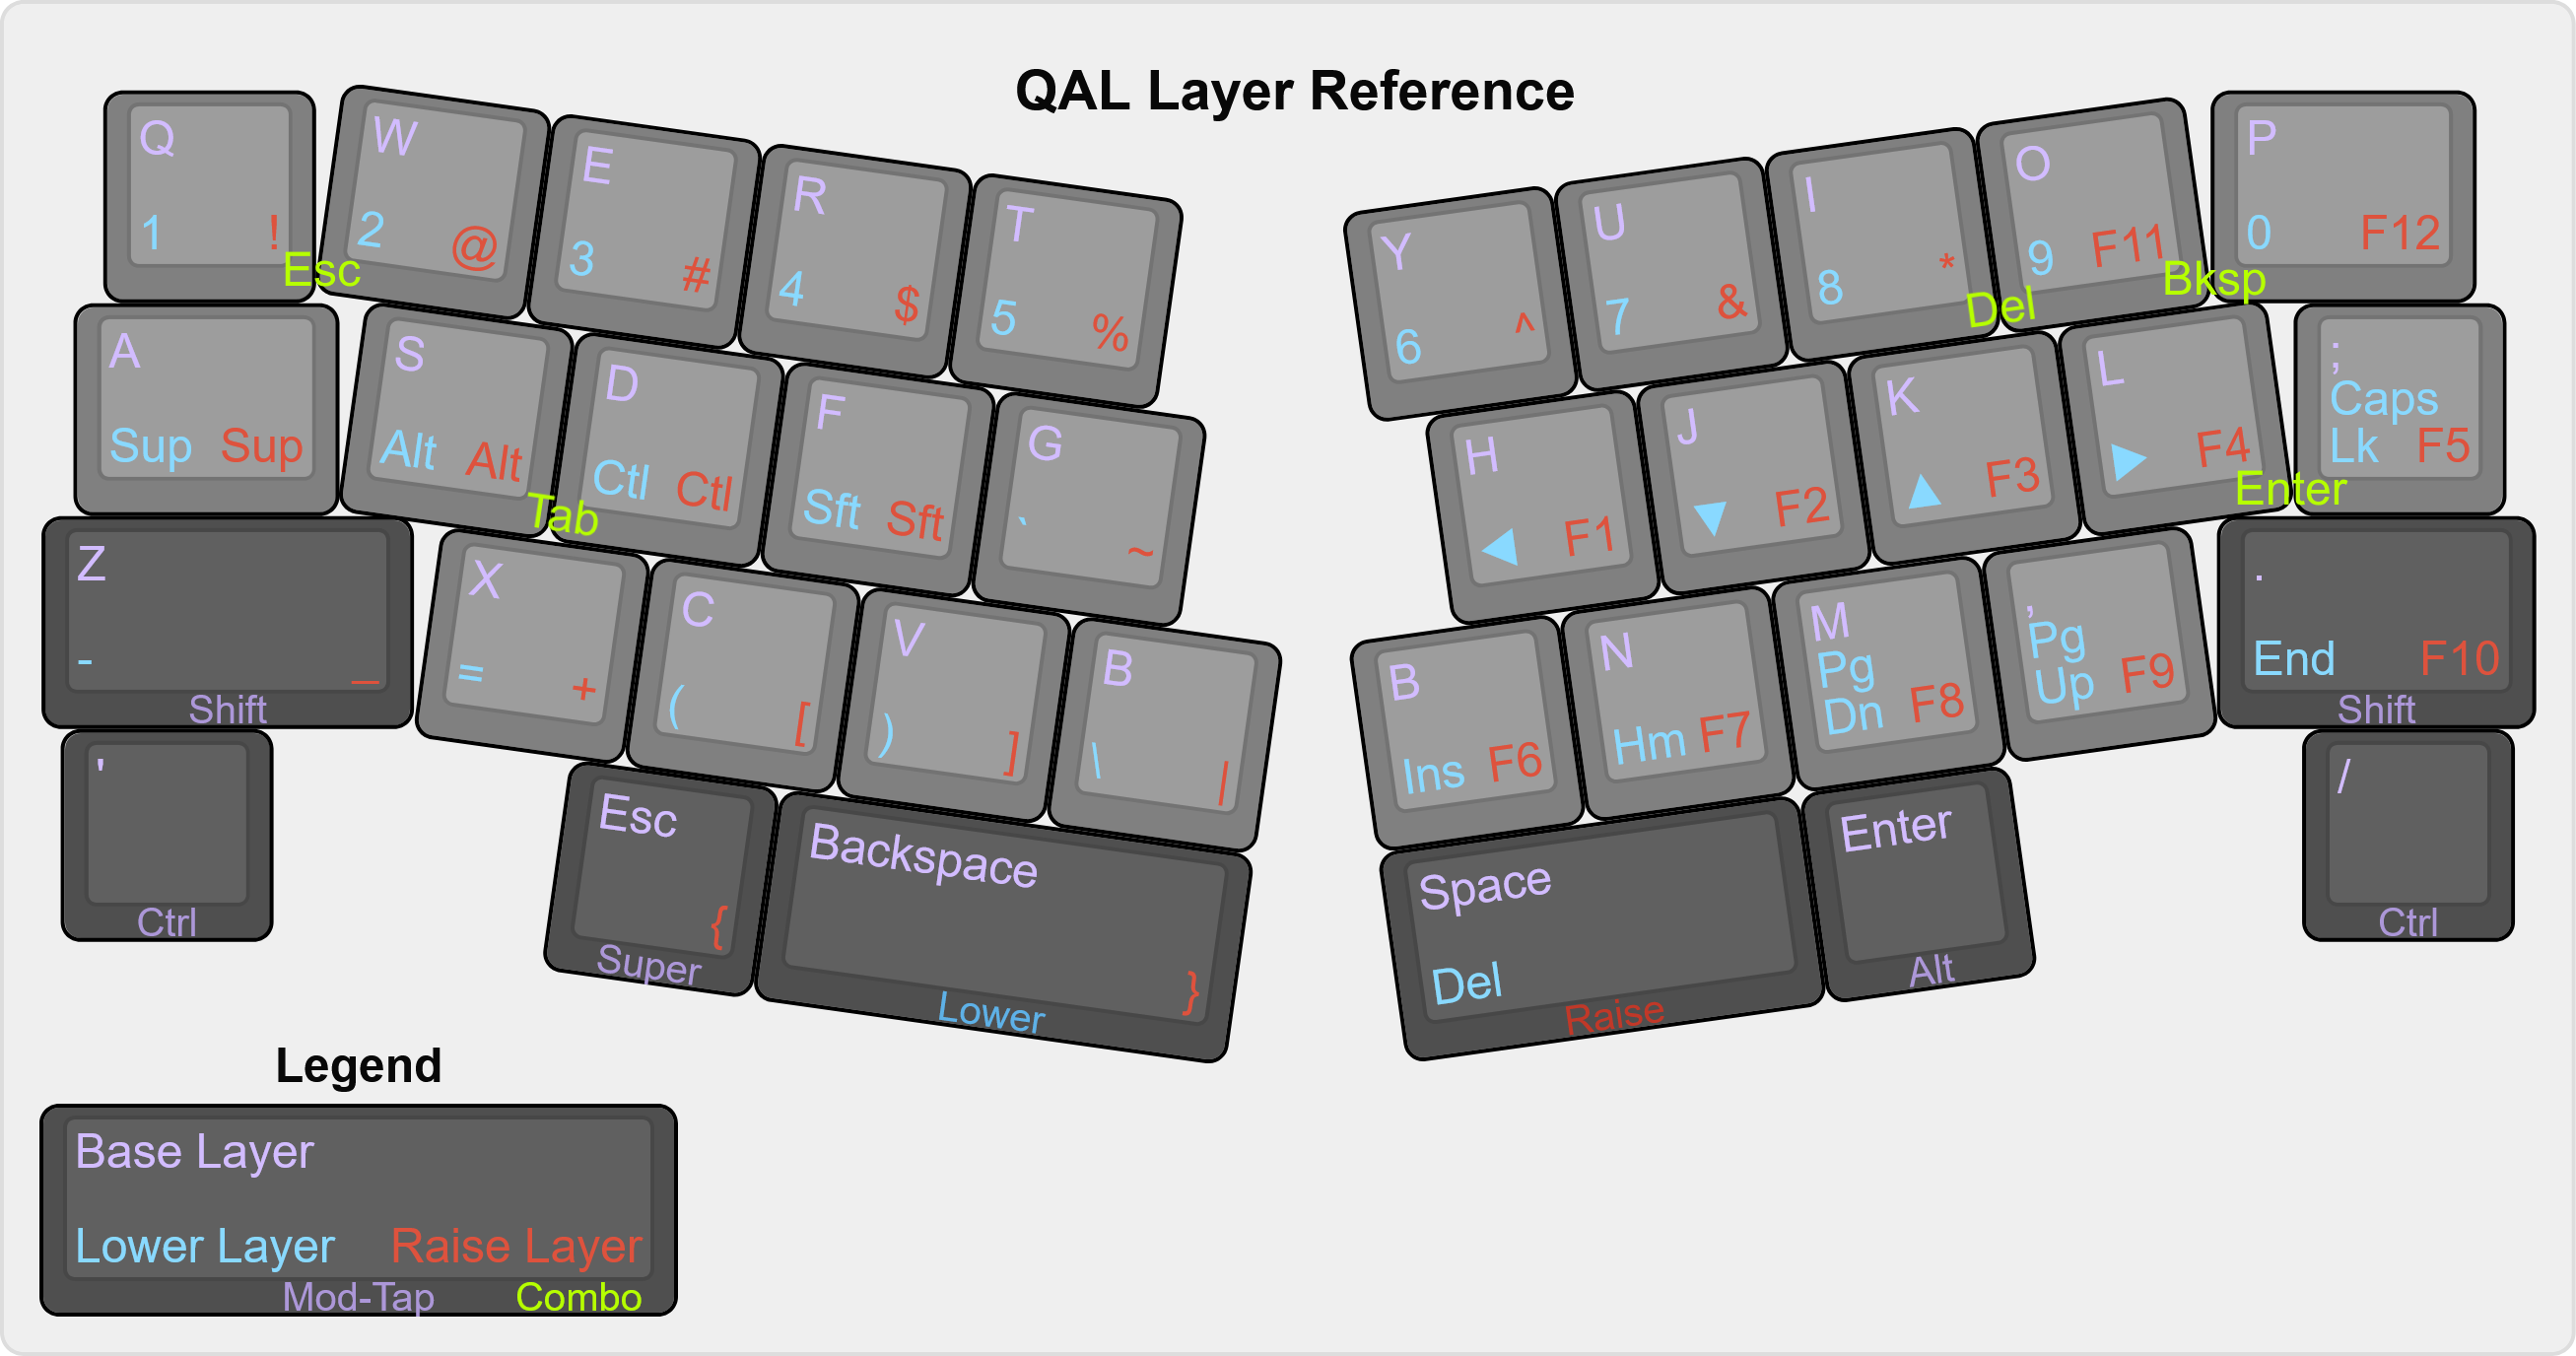 QAL Layer Reference
Q
1 !
Esc
W
2 @
E
3 #
R
4 $
T
5 %
Y
6 ^
U
7 &
I
8 *
Del
O
9 F11
Bksp
P
0 F12
A
Sup Sup
S
Alt Alt
Tab
D
Ctl Ctl
F
Sft Sft
G
` ~
H
◀ F1
J
▼ F2
K
▲ F3
L
▶ F4
Enter
;
Caps
Lk F5
Z
- _
Shift
X
= +
C
( [
V
) ]
B
\ |
B
Ins F6
N
Hm F7
M
Pg
Dn F8
,
Pg
Up F9
.
End F10
Shift
'
Ctrl
Esc
{
Super
Backspace
}
Lower
Space
Del
Raise
Enter
Alt
/
Ctrl
Legend
Base Layer
Lower Layer Raise Layer
Mod-Tap Combo